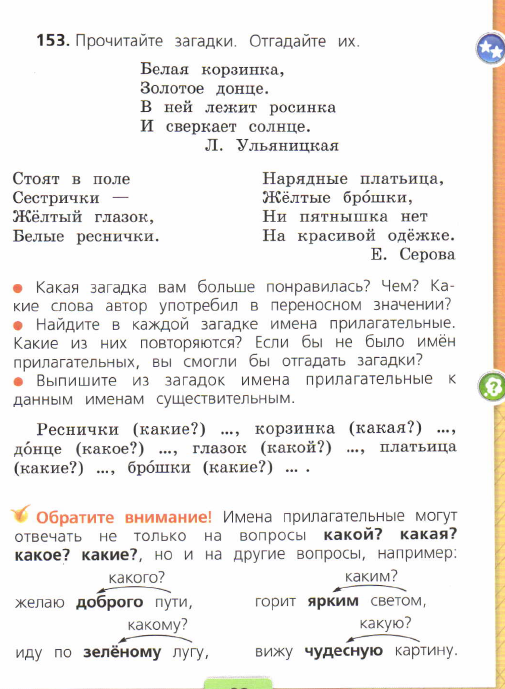 153. Прочитайте загадки. Отгадайте их.
Белая корзинка,
Золотое донце.
В ней лежит росинка
И сверкает солнце.
Л. Ульяницкая
Стоят в поле
Сестрички —
Жёлтый глазок,
Белые реснички.
Нарядные платьица,
Жёлтые бро́шки,
Ни пятнышка нет
На красивой одёжке.
Е. Серова
● Какая загадка вам больше понравилась? Чем? Ка-
кие слова автор употребил в переносном значении?
● Найдите в каждой загадке имена прилагательные.
Какие из них повторяются? Если бы не было имён
прилагательных, вы смогли бы отгадать загадки?
● Выпишите из загадок имена прилагательные к
данным именам существительным.
Реснички (какие?) ..., корзинка (какая?) ...,
до́нце (какое?) ..., глазок (какой?) ..., платьица
(какие?) ..., бро́шки (какие?) ... .
Обратите внимание! Имена прилагательные могут
отвечать не только на вопросы какой? какая?
какое? какие?, но и на другие вопросы, например:
какого? каким?
желаю доброго пути, горит ярким светом,
какому? какую?
иду по зелёному лугу, вижу чудесную картину.